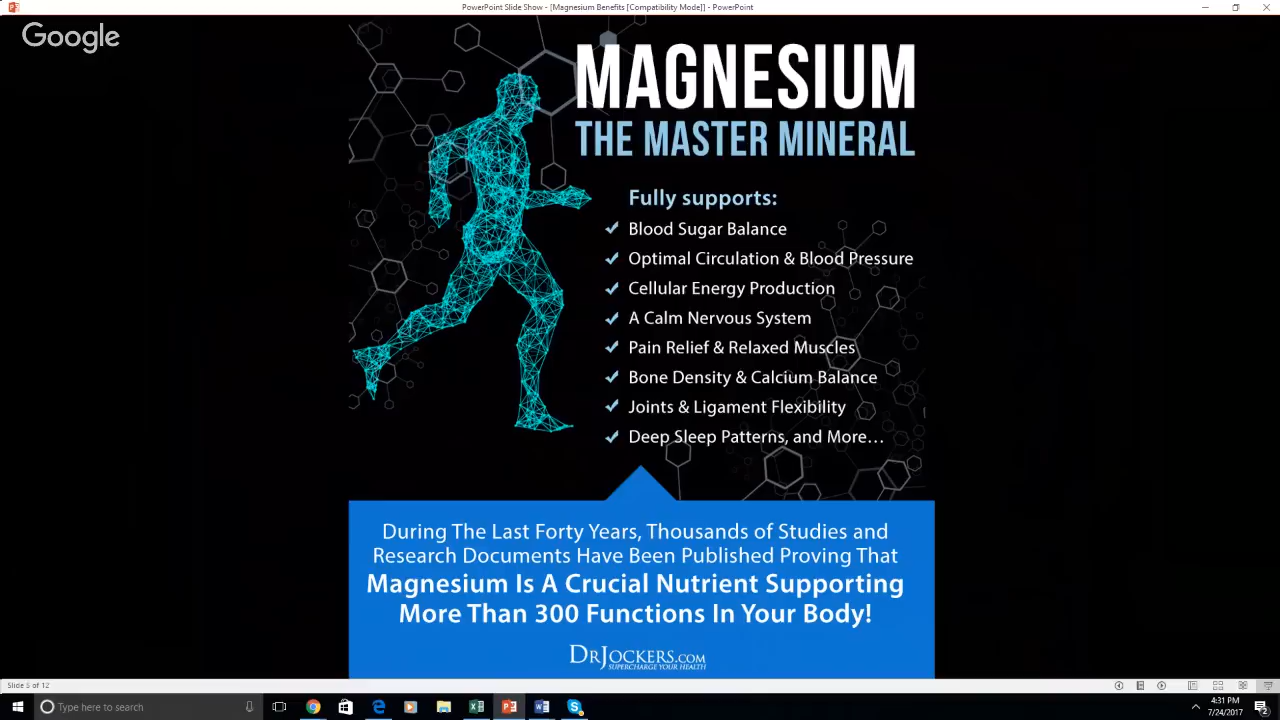 PowerPoint Slide Show - [Magnesium Benefits [Compatibility Mode]] - PowerPoint
Google
MAGNESIUM
THE MASTER MINERAL
Fully supports:
Blood Sugar Balance
Optimal Circulation & Blood Pressure
Cellular Energy Production
A Calm Nervous System
Pain Relief & Relaxed Muscles
Bone Density & Calcium Balance
Joints & Ligament Flexibility
Deep Sleep Patterns, and More…
During The Last Forty Years, Thousands of Studies and
Research Documents Have Been Published Proving That
Magnesium Is A Crucial Nutrient Supporting
More Than 300 Functions In Your Body!
DRJOCKERS.COM
SUPERCHARGE YOUR HEALTH
Slide 5 of 12
Type here to search
4:31 PM
7/24/2017
2